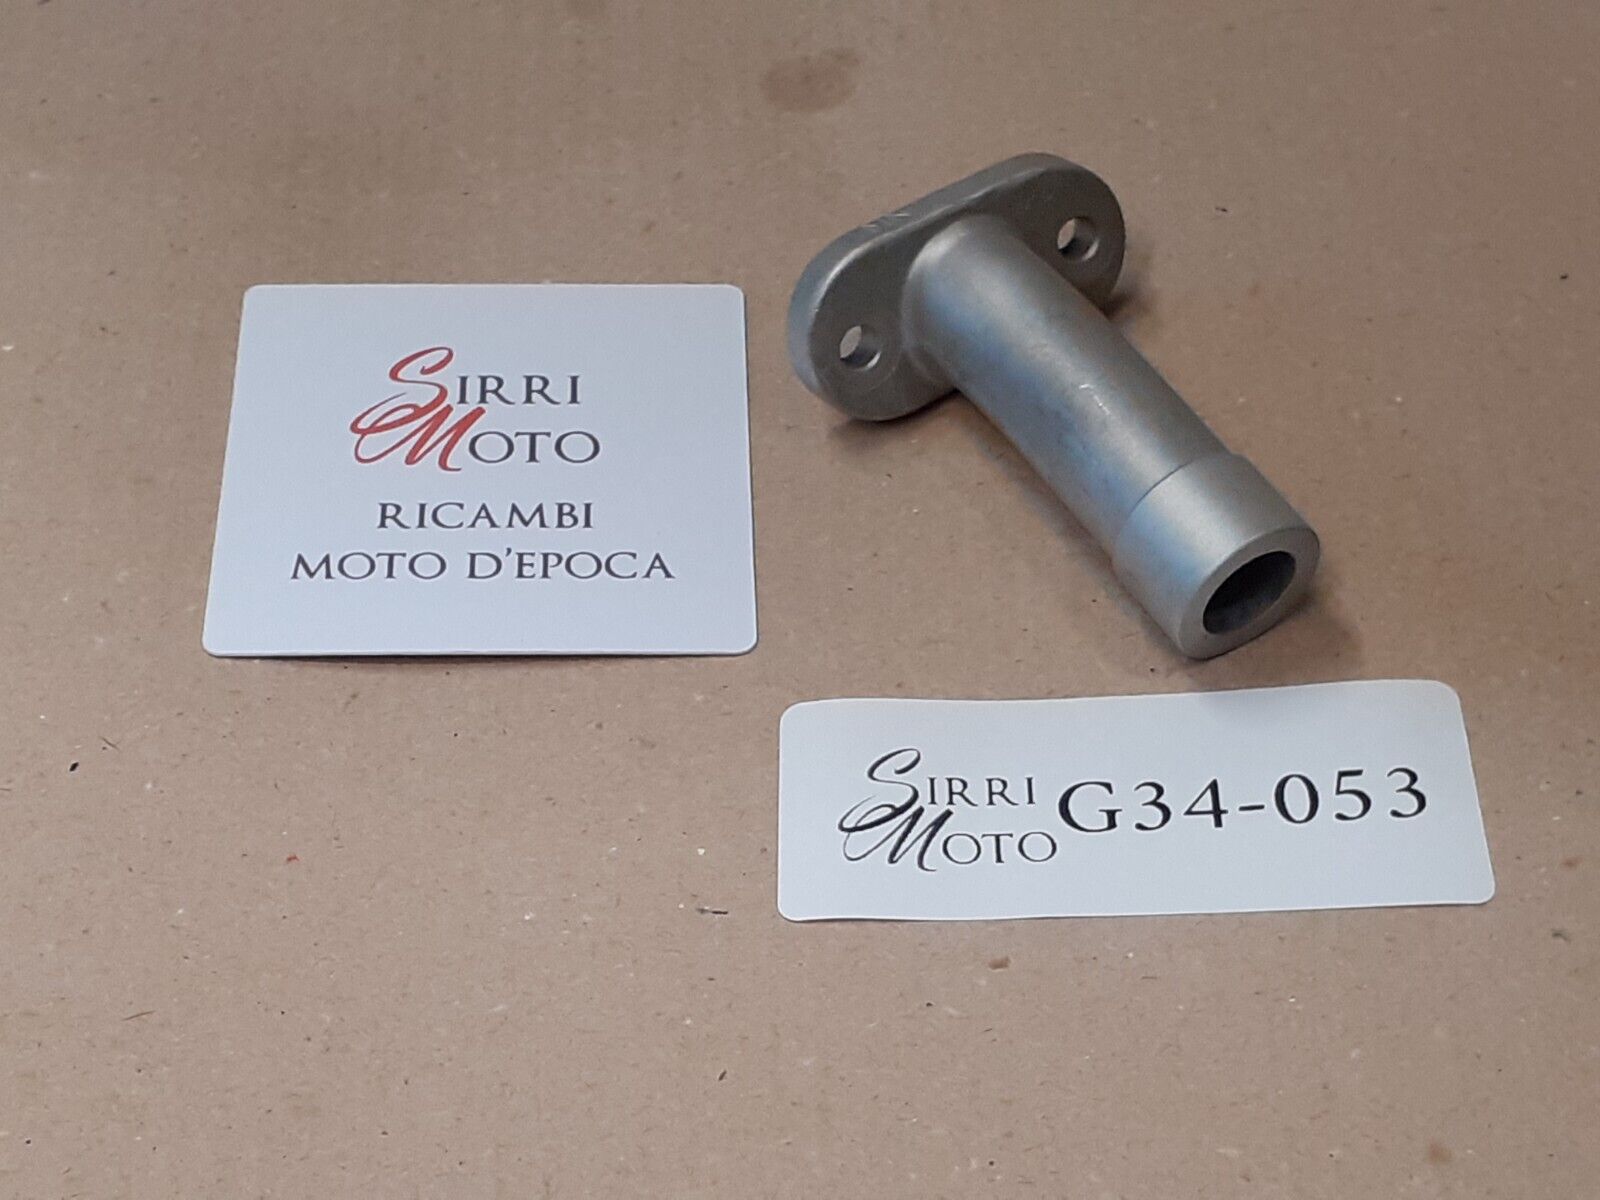 SIRRI
MOTO
RICAMBI
MOTO D'EPOCA
SIRRI
MOTO
G34-053